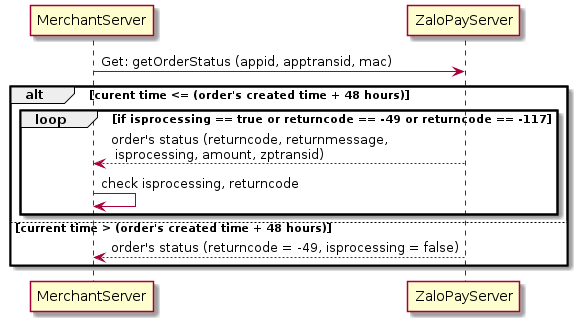 MerchantServer ZaloPayServer
Get: getOrderStatus (appid, apptransid, mac)
alt [curent time <= (order's created time + 48 hours)]
loop [if isprocessing == true or returncode == -49 or returncode == -117]
order's status (returncode, returnmessage,
isprocessing, amount, zptransid)
check isprocessing, returncode
[current time > (order's created time + 48 hours)]
order's status (returncode = -49, isprocessing = false)
MerchantServer ZaloPayServer